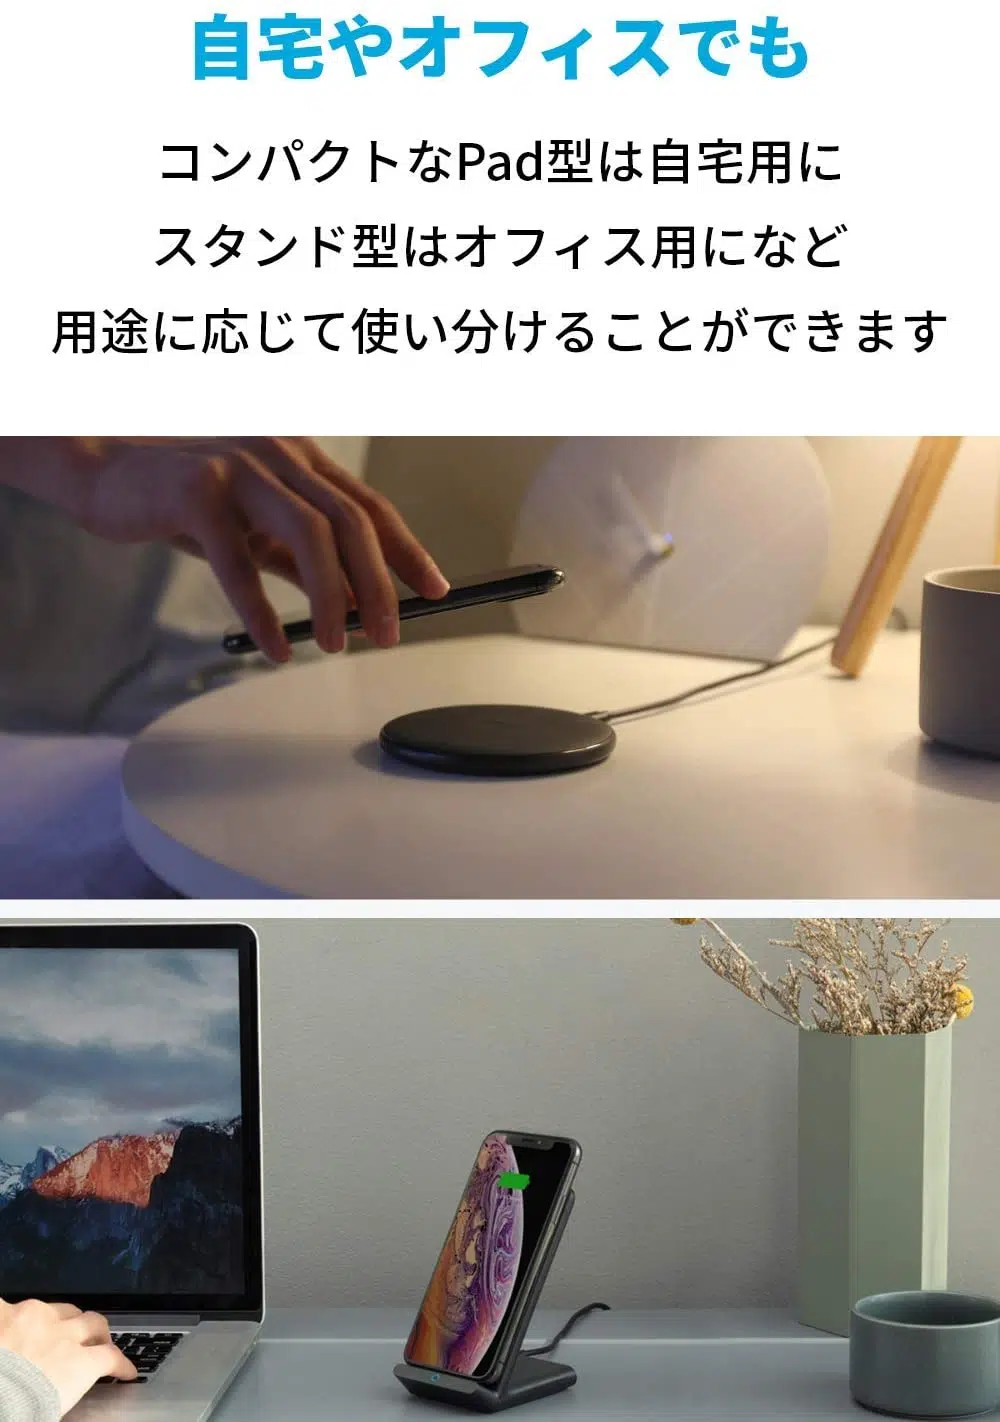 自宅やオフィスでも
コンパクトなPad型は自宅用に
スタンド型はオフィス用になど
用途に応じて使い分けることができます